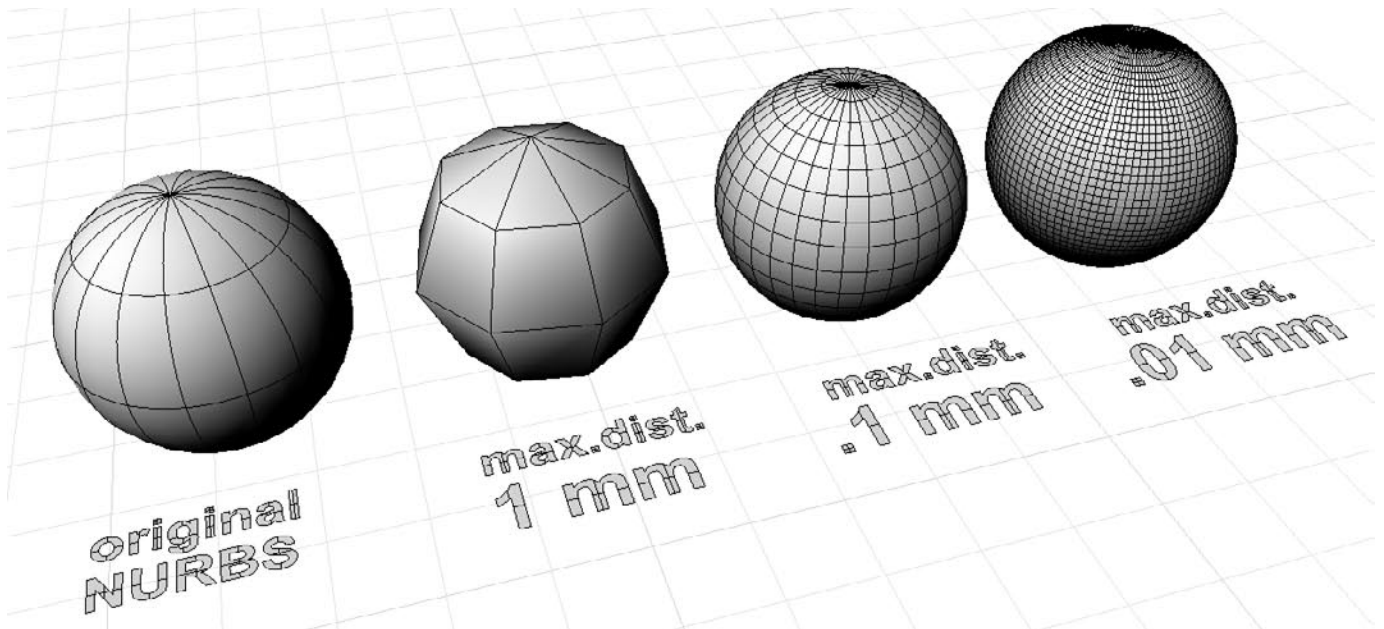 original
NURBS
max.dist.
1 mm
max.dist.
.1 mm
max.dist.
.01 mm